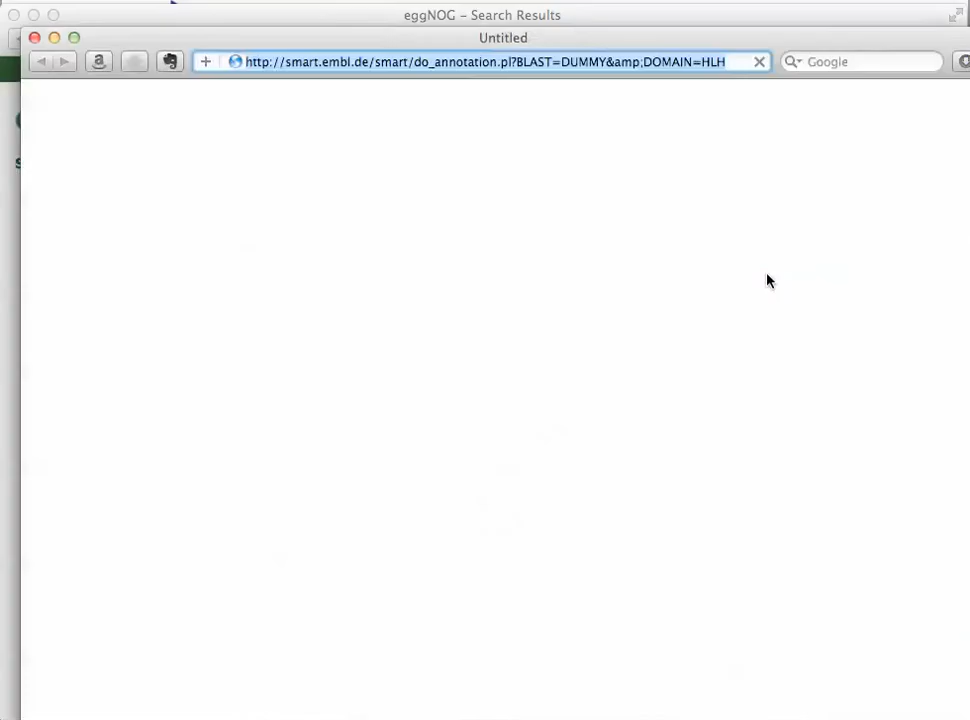 eggNOG – Search Results
Untitled
http://smart.embl.de/smart/do_annotation.pl?BLAST=DUMMY&amp;DOMAIN=HLH
Google